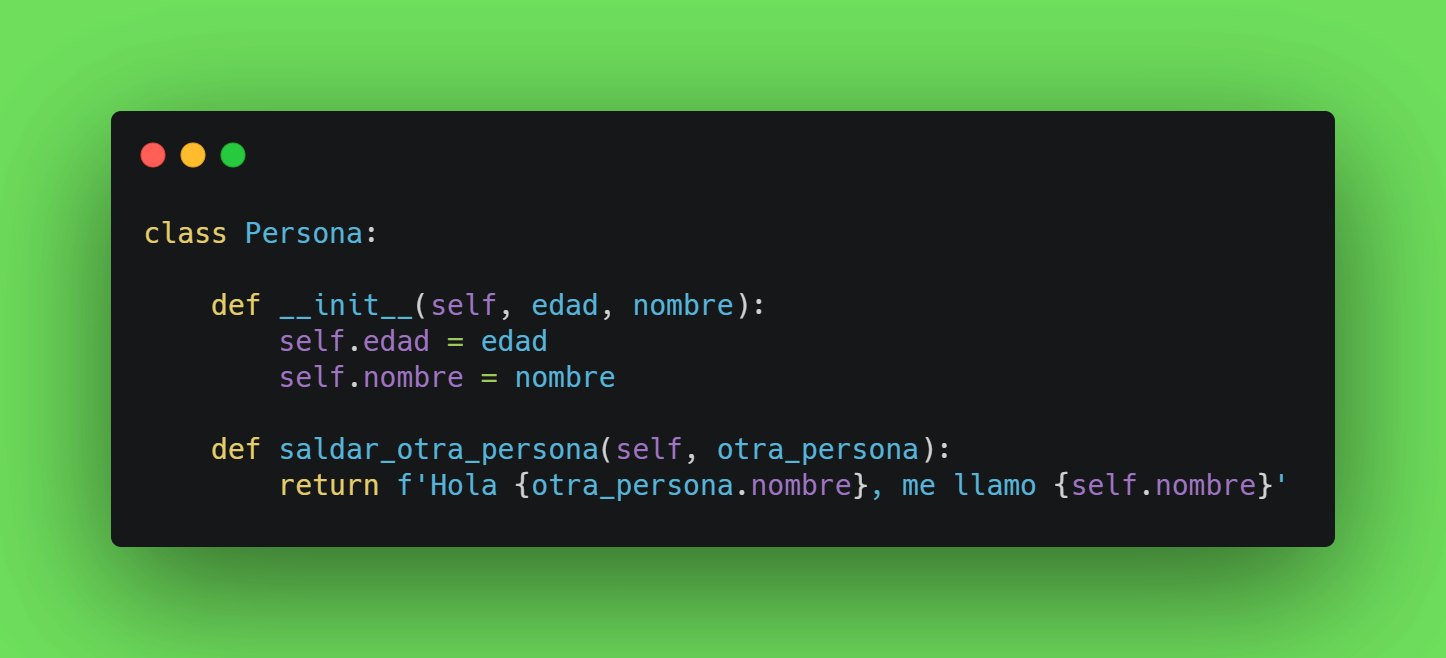 class Persona:
    def __init__(self, edad, nombre):
        self.edad = edad
        self.nombre = nombre
    def saldar_otra_persona(self, otra_persona):
        return f'Hola {otra_persona.nombre}, me llamo {self.nombre}'